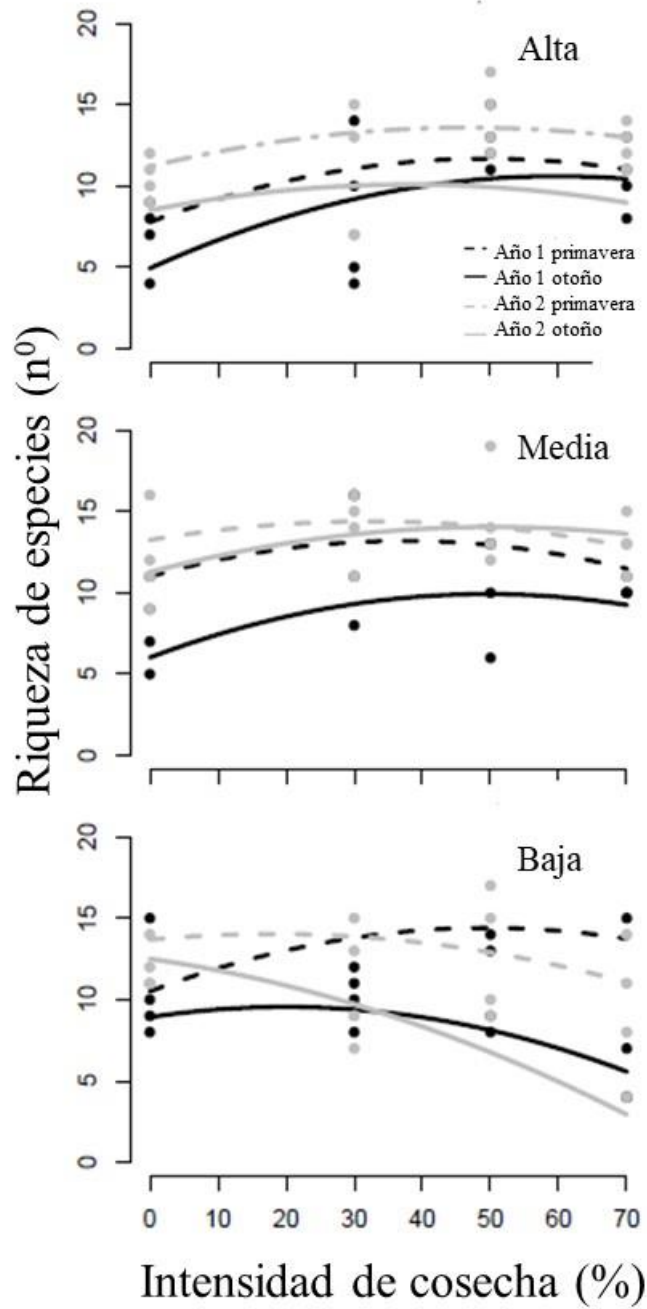 Alta
20
15
10
5
0
Año 1 primavera
Año 1 otoño
Año 2 primavera
Año 2 otoño
Riqueza de especies (n⁰)
Media
20
15
10
5
0
Baja
20
15
10
5
0
0 10 20 30 40 50 60 70
Intensidad de cosecha (%)